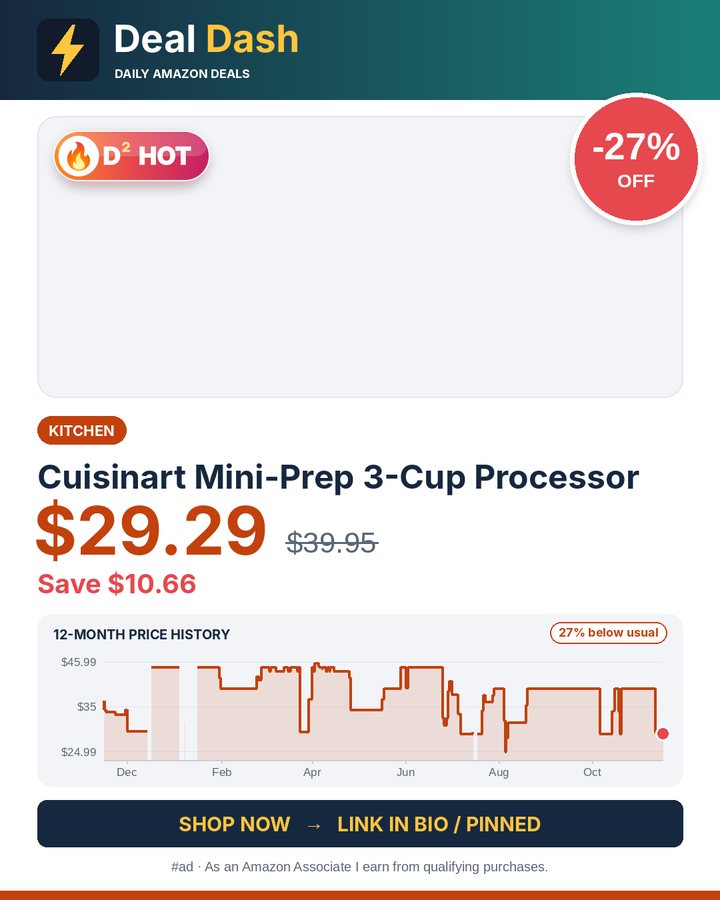 Deal Dash
DAILY AMAZON DEALS
D² HOT
-27%
OFF
KITCHEN
Cuisinart Mini-Prep 3-Cup Processor
$29.29 $39.95
Save $10.66
12-MONTH PRICE HISTORY
27% below usual
$45.99
$35
$24.99
Dec Feb Apr Jun Aug Oct
SHOP NOW → LINK IN BIO / PINNED
#ad · As an Amazon Associate I earn from qualifying purchases.